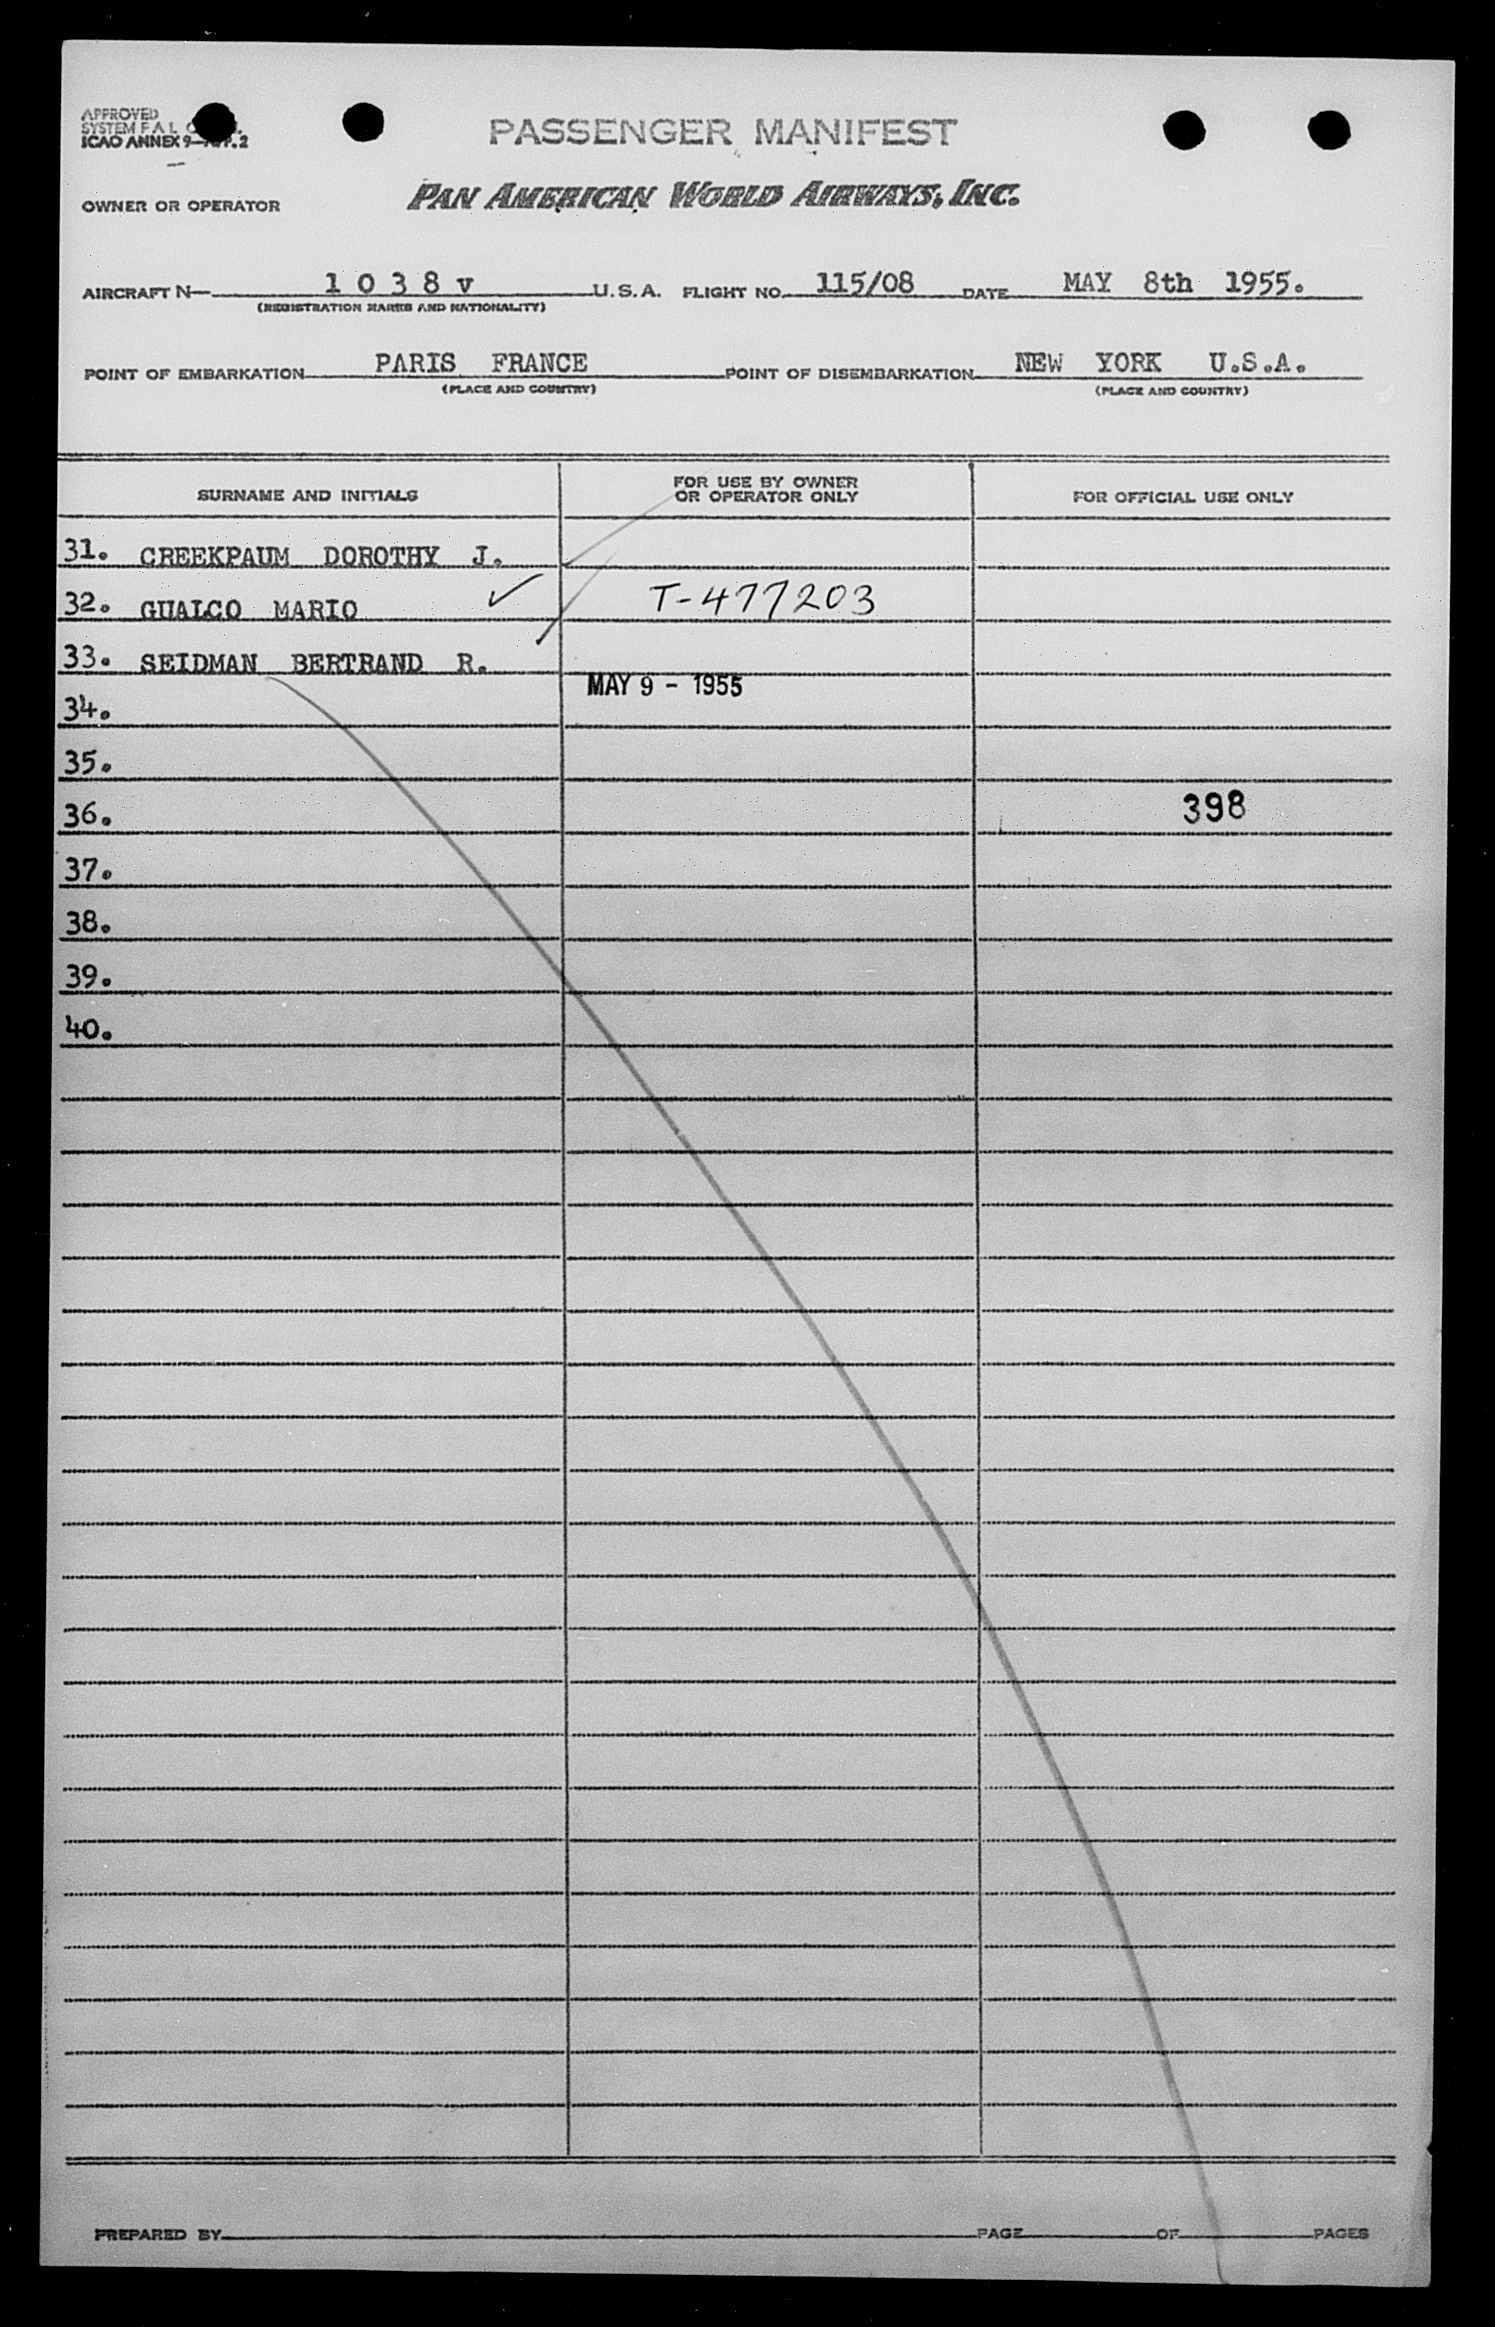 APPROVED
SYSTEM F A L
ICAO ANNEX 9
PASSENGER MANIFEST
OWNER OR OPERATOR PAN AMERICAN WORLD AIRWAYS, INC.
AIRCRAFT N— 1 0 3 8 v U.S.A. FLIGHT NO. 115/08 DATE MAY 8th 1955.
(REGISTRATION MARKS AND NATIONALITY)
POINT OF EMBARKATION PARIS FRANCE POINT OF DISEMBARKATION NEW YORK U.S.A.
(PLACE AND COUNTRY) (PLACE AND COUNTRY)
SURNAME AND INITIALS FOR USE BY OWNER OR OPERATOR ONLY FOR OFFICIAL USE ONLY
31. CREEKPAUM DOROTHY J.
32. GUALCO MARIO ✓ T-477203
33. SEIDMAN BERTRAND R.
MAY 9 - 1955
34.
35.
36. 398
37.
38.
39.
40.
PREPARED BY PAGE OF PAGES